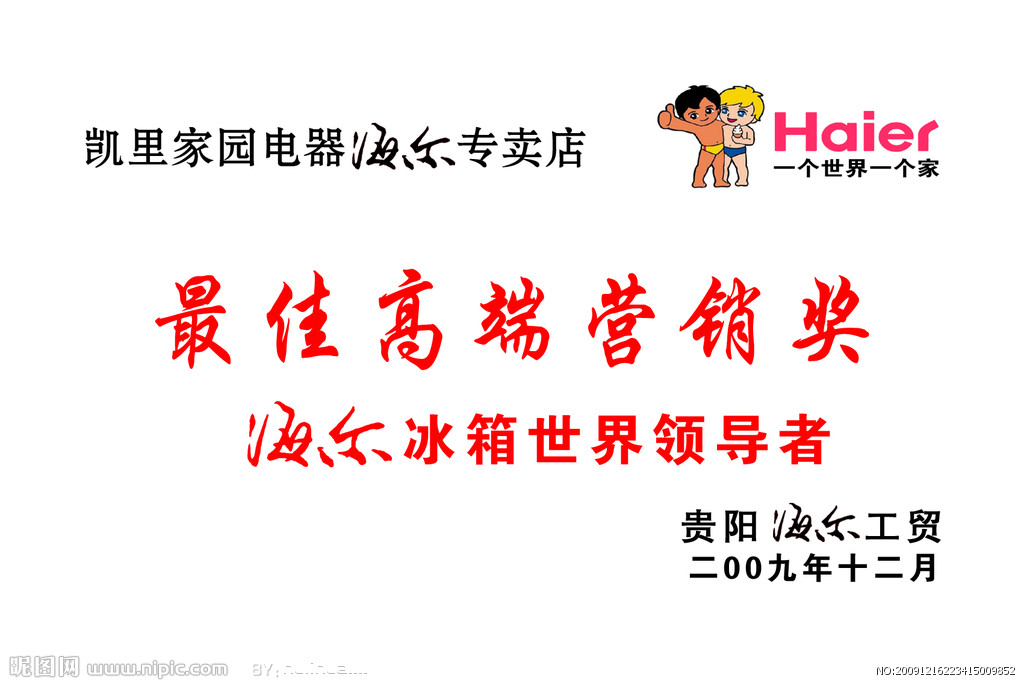 凯里家园电器海尔专卖店
Haier
一个世界一个家
最佳高端营销奖
海尔冰箱世界领导者
贵阳海尔工贸
二00九年十二月
昵图网 www.nipic.com
BY:
NO:20091216223415009852